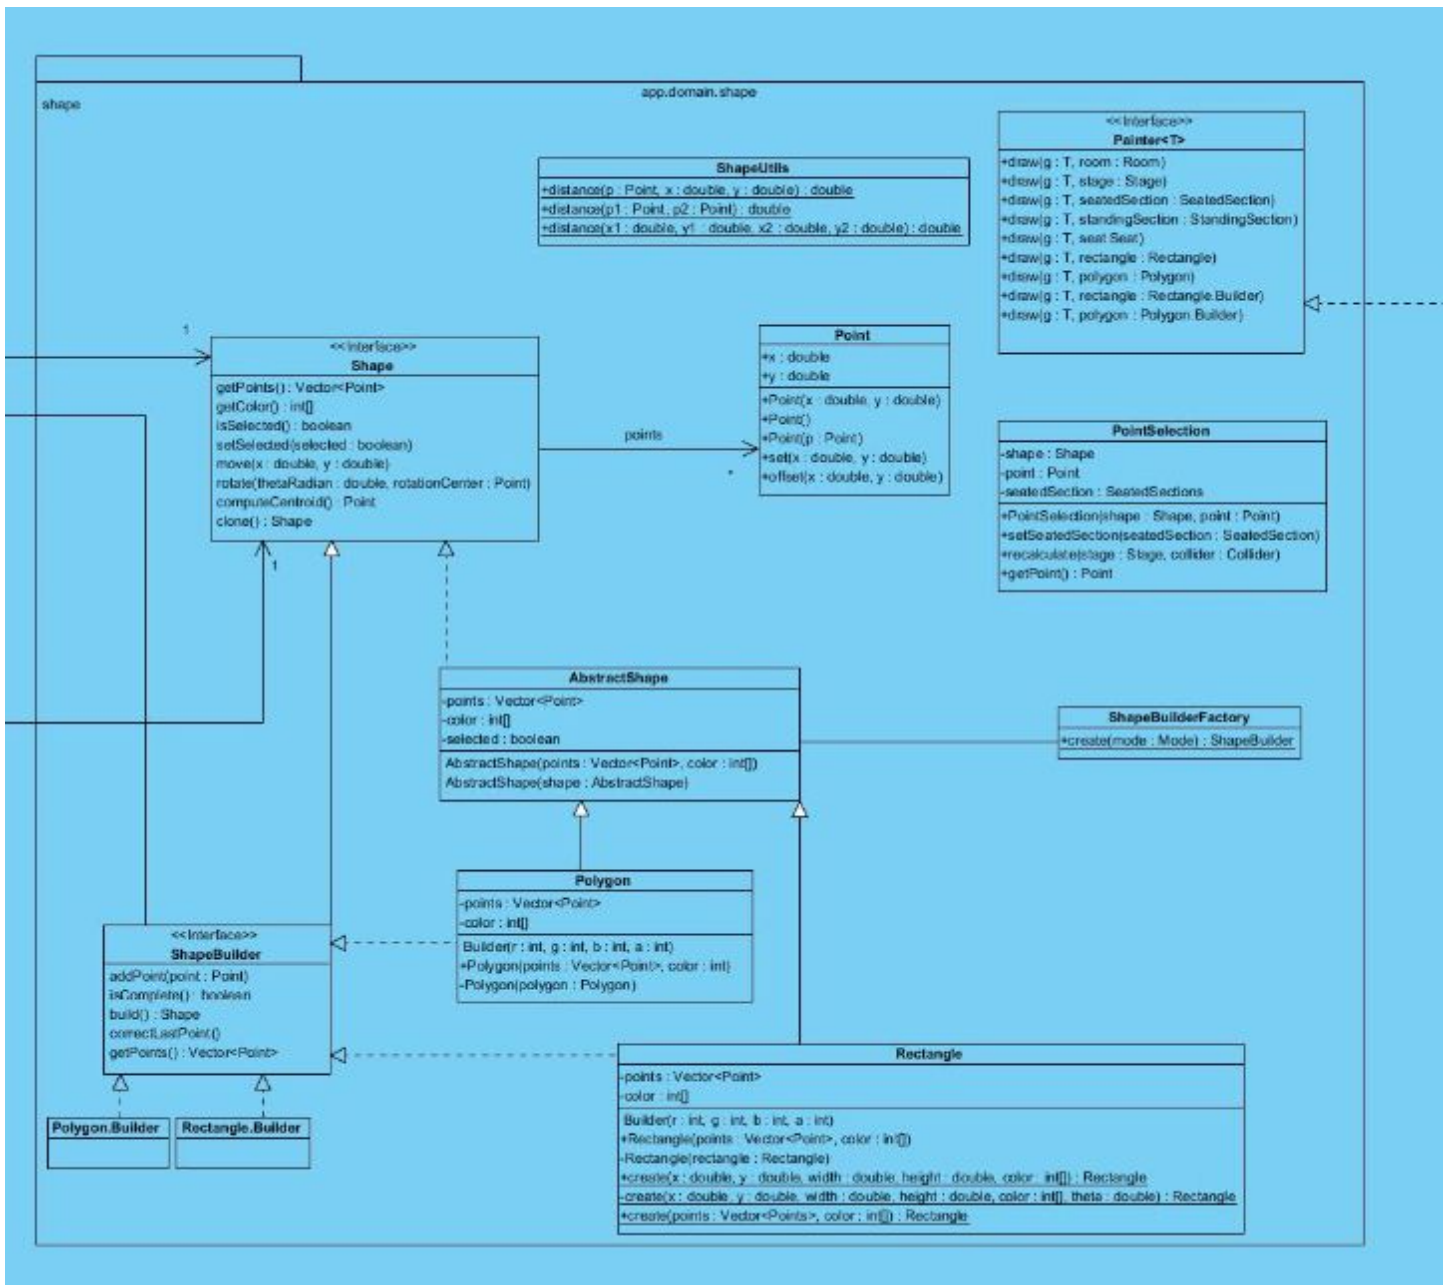 shape
app.domain.shape
<<Interface>>
Painter<T>
+draw(g : T, room : Room)
+draw(g : T, stage : Stage)
+draw(g : T, seatedSection : SeatedSection)
+draw(g : T, standingSection : StandingSection)
+draw(g : T, seat Seat)
+draw(g : T, rectangle : Rectangle)
+draw(g : T, polygon : Polygon)
+draw(g : T, rectangle : Rectangle.Builder)
+draw(g : T, polygon : Polygon.Builder)
ShapeUtils
+distance(p : Point, x : double, y : double) : double
+distance(p1 : Point, p2 : Point) : double
+distance(x1 : double, y1 : double, x2 : double, y2 : double) : double
1
<<Interface>>
Shape
getPoints() : Vector<Point>
getColor() : int[]
isSelected() : boolean
setSelected(selected : boolean)
move(x : double, y : double)
rotate(thetaRadian : double, rotationCenter : Point)
computeCentroid() : Point
clone() : Shape
points
*
Point
+x : double
+y : double
+Point(x : double, y : double)
+Point()
+Point(p : Point)
+set(x : double, y : double)
+offset(x : double, y : double)
PointSelection
-shape : Shape
-point : Point
-seatedSection : SeatedSections
+PointSelection(shape : Shape, point : Point)
+setSeatedSection(seatedSection : SeatedSection)
+recalculate(stage : Stage, collider : Collider)
+getPoint() : Point
1
AbstractShape
-points : Vector<Point>
-color : int[]
-selected : boolean
AbstractShape(points : Vector<Point>, color : int[])
AbstractShape(shape : AbstractShape)
ShapeBuilderFactory
+create(mode : Mode) : ShapeBuilder
Polygon
-points : Vector<Point>
-color : int[]
Builder(r : int, g : int, b : int, a : int)
+Polygon(points : Vector<Point>, color : int)
-Polygon(polygon : Polygon)
<<Interface>>
ShapeBuilder
addPoint(point : Point)
isComplete() : boolean
build() : Shape
correctLastPoint()
getPoints() : Vector<Point>
Polygon.Builder
Rectangle.Builder
Rectangle
-points : Vector<Point>
-color : int[]
Builder(r : int, g : int, b : int, a : int)
+Rectangle(points : Vector<Point>, color : int[])
-Rectangle(rectangle : Rectangle)
+create(x : double, y : double, width : double, height : double, color : int[]) : Rectangle
-create(x : double, y : double, width : double, height : double, color : int[], theta : double) : Rectangle
+create(points : Vector<Points>, color : int[]) : Rectangle